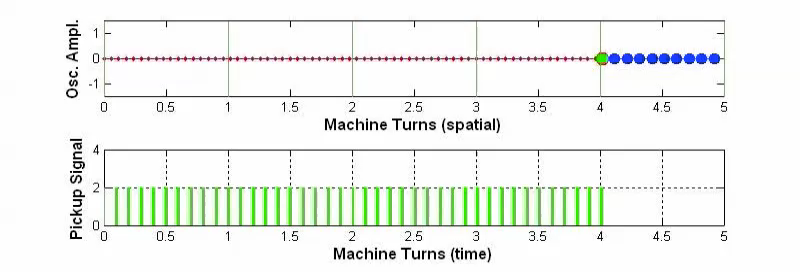 Osc. Ampl.
1
0
-1
0 0.5 1 1.5 2 2.5 3 3.5 4 4.5 5
Machine Turns (spatial)
Pickup Signal
4
2
0
0 0.5 1 1.5 2 2.5 3 3.5 4 4.5 5
Machine Turns (time)